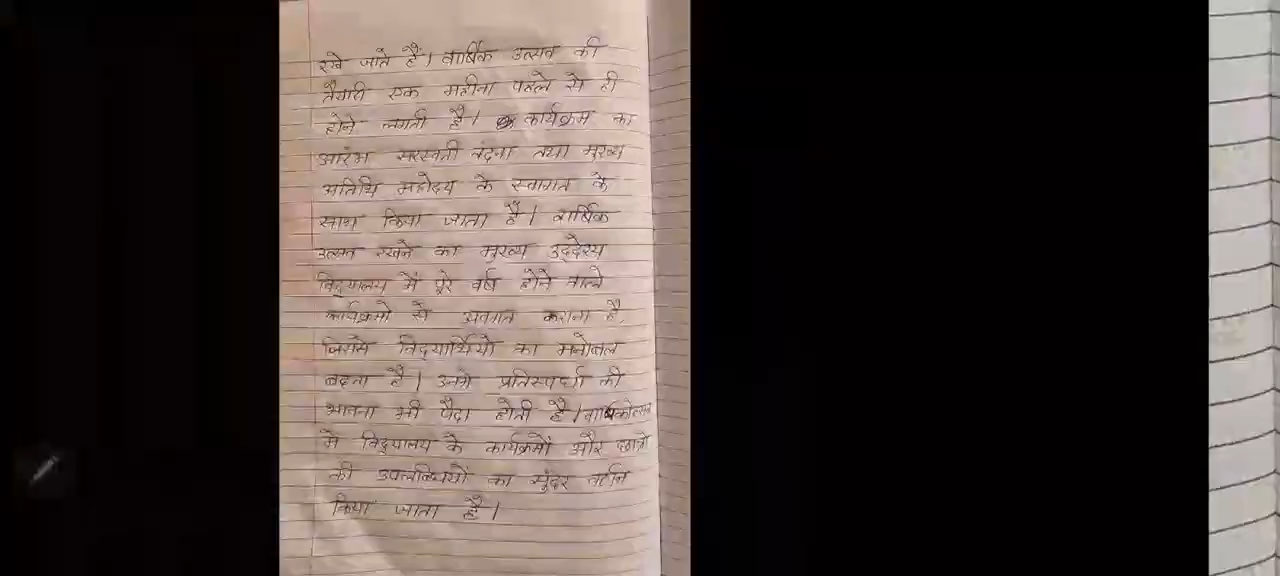 रखे जाते हैं। वार्षिक उत्सव की
तैयारी एक महीना पहले से ही
होने लगती है। कार्यक्रम का
आरंभ सरस्वती वंदना तथा मुख्य
अतिथि महोदय के स्वागत के
साथ किया जाता है। वार्षिक
उत्सव रखने का मुख्य उद्देश्य
विद्यालय में पूरे वर्ष होने वाले
कार्यक्रमो से अवगत कराना है
जिससे विद्यार्थियो का मनोबल
बढता है। उनमे प्रतिस्पर्धा की
भावना भी पैदा होती है।
मे विद्यालय के कार्यक्रमों और छात्रो
की उपलब्धियों का सुंदर वर्णन
किया जाता है।